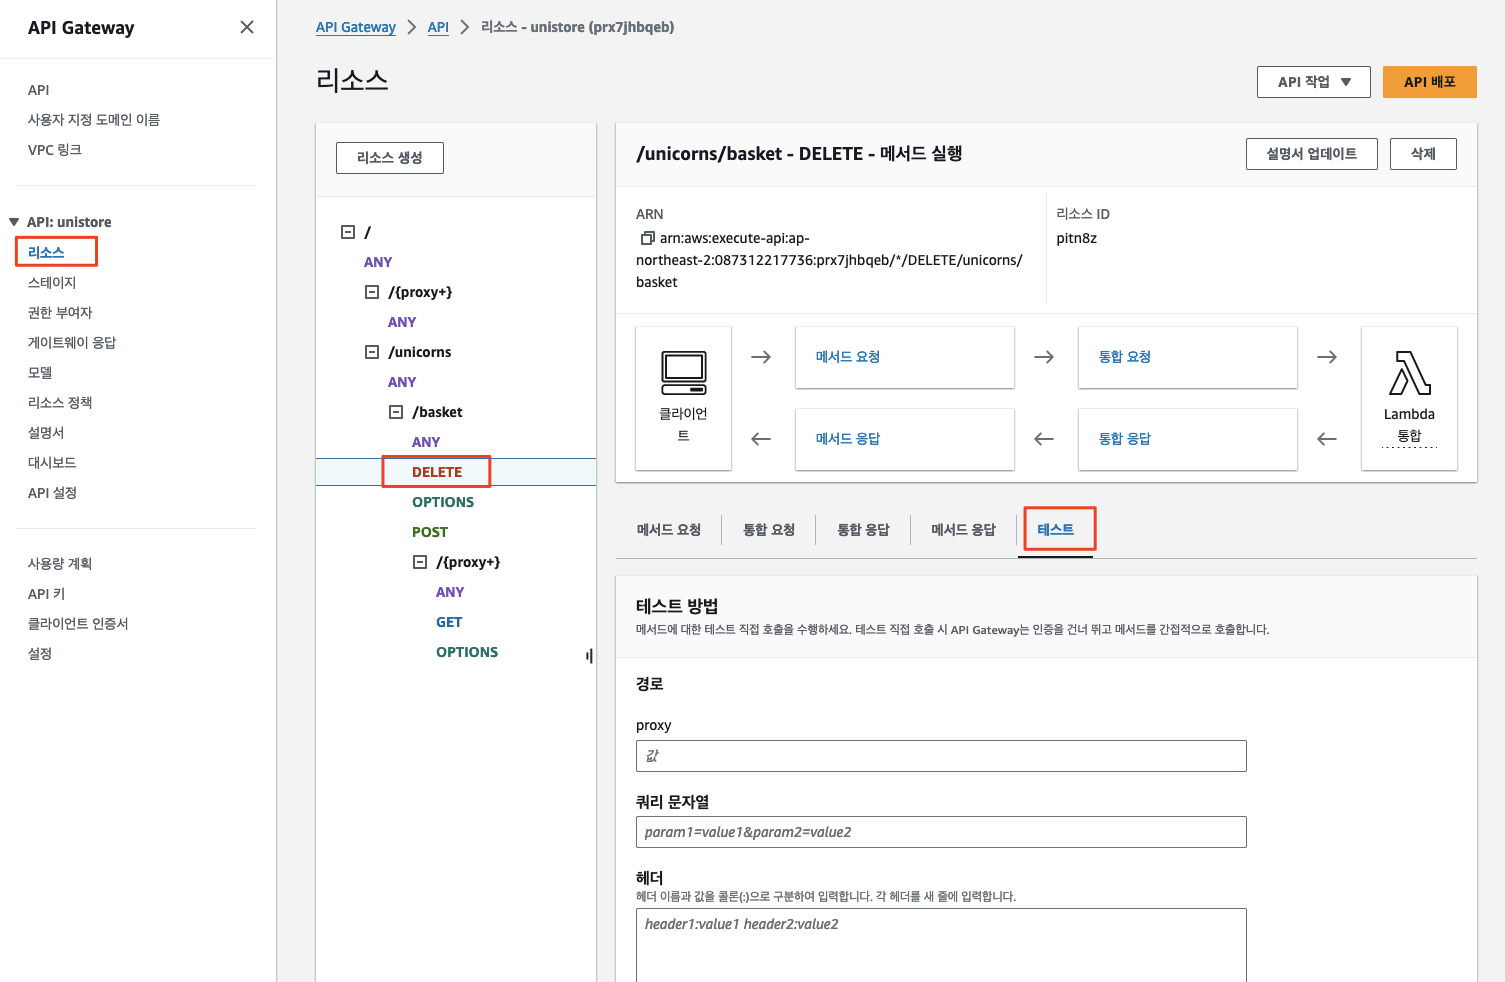 API Gateway
API
사용자 지정 도메인 이름
VPC 링크
API: unistore
리소스
스테이지
권한 부여자
게이트웨이 응답
모델
리소스 정책
설명서
대시보드
API 설정
사용량 계획
API 키
클라이언트 인증서
설정
API Gateway > API > 리소스 - unistore (prx7jhbqeb)
리소스
API 작업
API 배포
리소스 생성
/
ANY
/{proxy+}
ANY
/unicorns
ANY
/basket
ANY
DELETE
OPTIONS
POST
/{proxy+}
ANY
GET
OPTIONS
/unicorns/basket - DELETE - 메서드 실행
설명서 업데이트
삭제
ARN
arn:aws:execute-api:ap-
northeast-2:087312217736:prx7jhbqeb/*/DELETE/unicorns/
basket
리소스 ID
pitn8z
클라이언
트
메서드 요청
통합 요청
메서드 응답
통합 응답
Lambda
통합
메서드 요청
통합 요청
통합 응답
메서드 응답
테스트
테스트 방법
메서드에 대한 테스트 직접 호출을 수행하세요. 테스트 직접 호출 시 API Gateway는 인증을 건너 뛰고 메서드를 간접적으로 호출합니다.
경로
proxy
값
쿼리 문자열
param1=value1&param2=value2
헤더
헤더 이름과 값을 콜론(:)으로 구분하여 입력합니다. 각 헤더를 새 줄에 입력합니다.
header1:value1 header2:value2